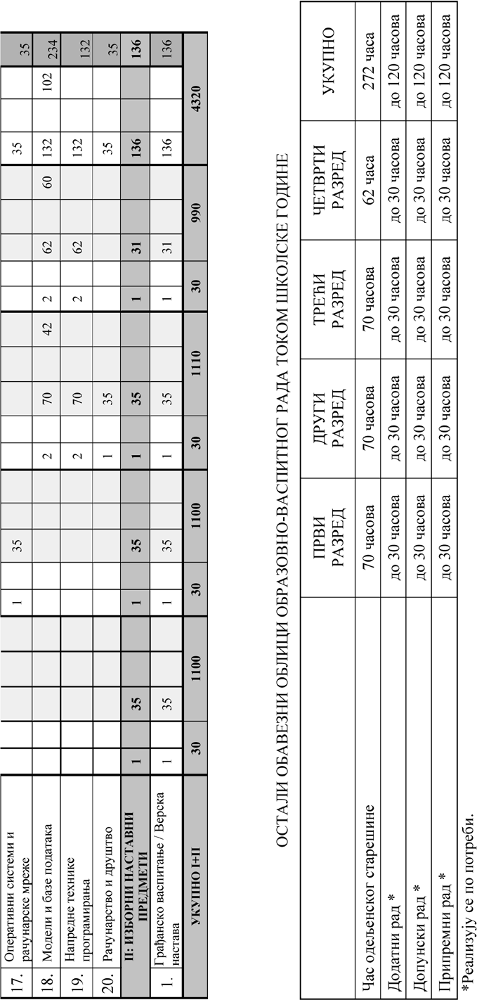 17. Оперативни системи и рачунарске мреже 1 35 35 35
18. Модели и базе података 2 70 42 2 62 60 132 102 234
19. Напредне технике програмирања 2 70 2 62 132 132
20. Рачунарство и друштво 1 35 35 35
II: ИЗБОРНИ НАСТАВНИ ПРЕДМЕТИ 1 35 1 35 1 35 1 31 136 136
1. Грађанско васпитање / Верска настава 1 35 1 35 1 35 1 31 136 136
УКУПНО I+II 30 1100 30 1100 30 1110 30 990 4320
ОСТАЛИ ОБАВЕЗНИ ОБЛИЦИ ОБРАЗОВНО-ВАСПИТНОГ РАДА ТОКОМ ШКОЛСКЕ ГОДИНЕ
ПРВИ РАЗРЕД ДРУГИ РАЗРЕД ТРЕЋИ РАЗРЕД ЧЕТВРТИ РАЗРЕД УКУПНО
Час одељенског старешине 70 часова 70 часова 70 часова 62 часа 272 часа
Додатни рад * до 30 часова до 30 часова до 30 часова до 30 часова до 120 часова
Допунски рад * до 30 часова до 30 часова до 30 часова до 30 часова до 120 часова
Припремни рад * до 30 часова до 30 часова до 30 часова до 30 часова до 120 часова
*Реализују се по потреби.